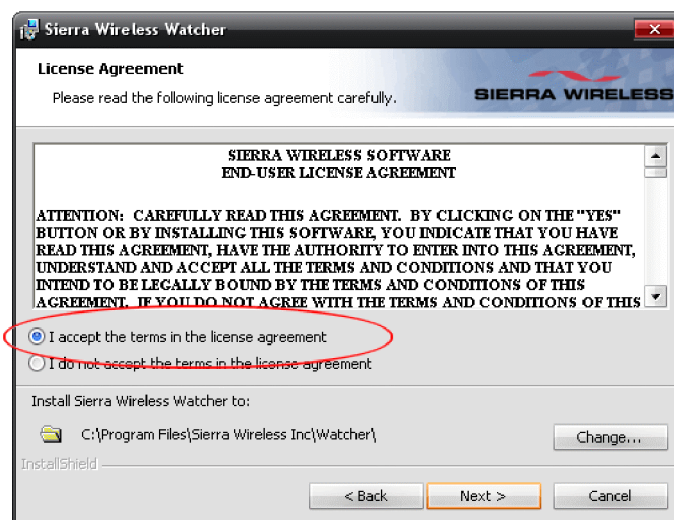 Sierra Wireless Watcher
License Agreement
Please read the following license agreement carefully.
SIERRA WIRELESS
SIERRA WIRELESS SOFTWARE
END-USER LICENSE AGREEMENT
ATTENTION: CAREFULLY READ THIS AGREEMENT. BY CLICKING ON THE "YES"
BUTTON OR BY INSTALLING THIS SOFTWARE, YOU INDICATE THAT YOU HAVE
READ THIS AGREEMENT, HAVE THE AUTHORITY TO ENTER INTO THIS AGREEMENT,
UNDERSTAND AND ACCEPT ALL THE TERMS AND CONDITIONS AND THAT YOU
INTEND TO BE LEGALLY BOUND BY THE TERMS AND CONDITIONS OF THIS
AGREEMENT. IF YOU DO NOT AGREE WITH THE TERMS AND CONDITIONS OF THIS
I accept the terms in the license agreement
I do not accept the terms in the license agreement
Install Sierra Wireless Watcher to:
C:\Program Files\Sierra Wireless Inc\Watcher\
Change...
InstallShield
< Back
Next >
Cancel